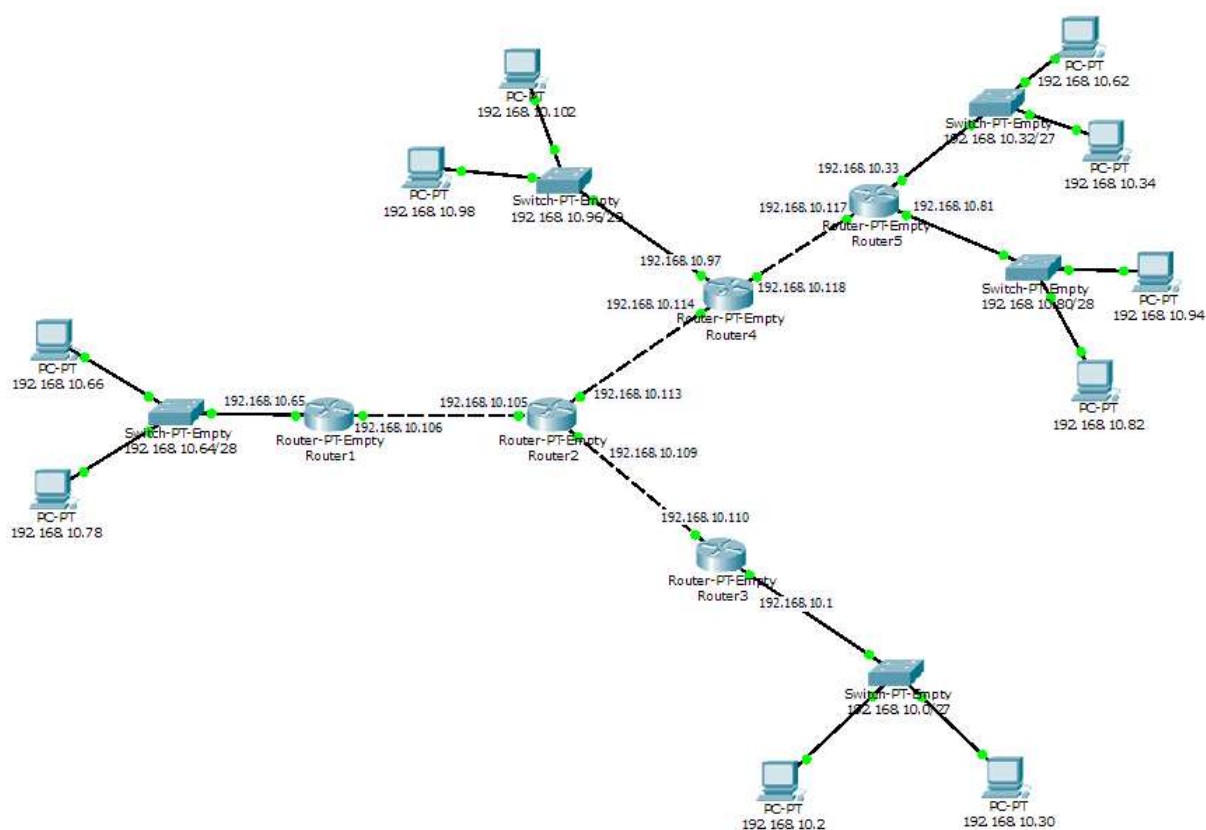 PC-PT
192.168.10.62
PC-PT
192.168.10.102
Switch-PT-Empty
192.168.10.32/27
PC-PT
192.168.10.34
192.168.10.33
PC-PT
192.168.10.98
Switch-PT-Empty
192.168.10.96/29
192.168.10.117
192.168.10.81
Router-PT-Empty
Router5
192.168.10.97
192.168.10.118
Switch-PT-Empty
192.168.10.80/28
PC-PT
192.168.10.94
192.168.10.114
Router-PT-Empty
Router4
PC-PT
192.168.10.66
PC-PT
192.168.10.82
192.168.10.65
192.168.10.105
192.168.10.113
Switch-PT-Empty
192.168.10.64/28
192.168.10.106
Router-PT-Empty
Router1
Router-PT-Empty
Router2
192.168.10.109
PC-PT
192.168.10.78
192.168.10.110
Router-PT-Empty
Router3
192.168.10.1
Switch-PT-Empty
192.168.10.0/27
PC-PT
192.168.10.2
PC-PT
192.168.10.30